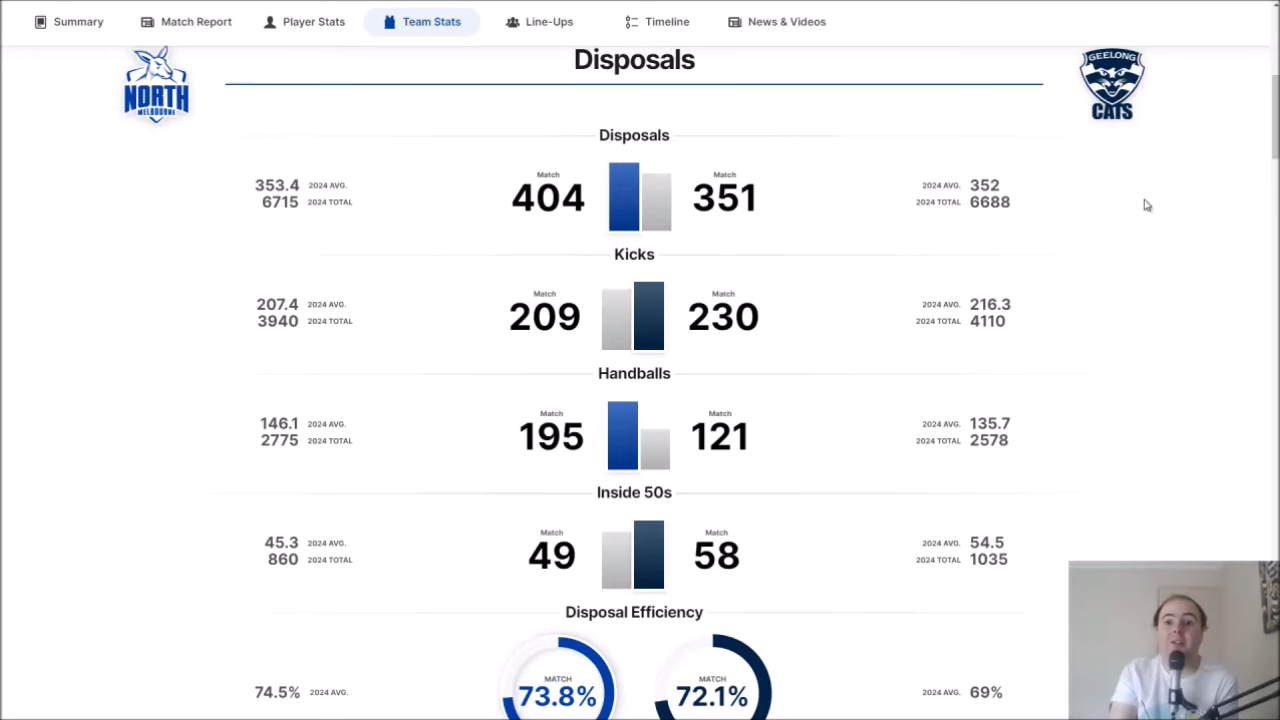 Summary Match Report Player Stats Team Stats Line-Ups Timeline News & Videos
Disposals
NORTH
MELBOURNE
GEELONG
CATS
Disposals
353.4 2024 AVG.
6715 2024 TOTAL
Match
404
Match
351
2024 AVG. 352
2024 TOTAL 6688
Kicks
207.4 2024 AVG.
3940 2024 TOTAL
Match
209
Match
230
2024 AVG. 216.3
2024 TOTAL 4110
Handballs
146.1 2024 AVG.
2775 2024 TOTAL
Match
195
Match
121
2024 AVG. 135.7
2024 TOTAL 2578
Inside 50s
45.3 2024 AVG.
860 2024 TOTAL
Match
49
Match
58
2024 AVG. 54.5
2024 TOTAL 1035
Disposal Efficiency
74.5% 2024 AVG.
MATCH
73.8%
MATCH
72.1%
2024 AVG. 69%